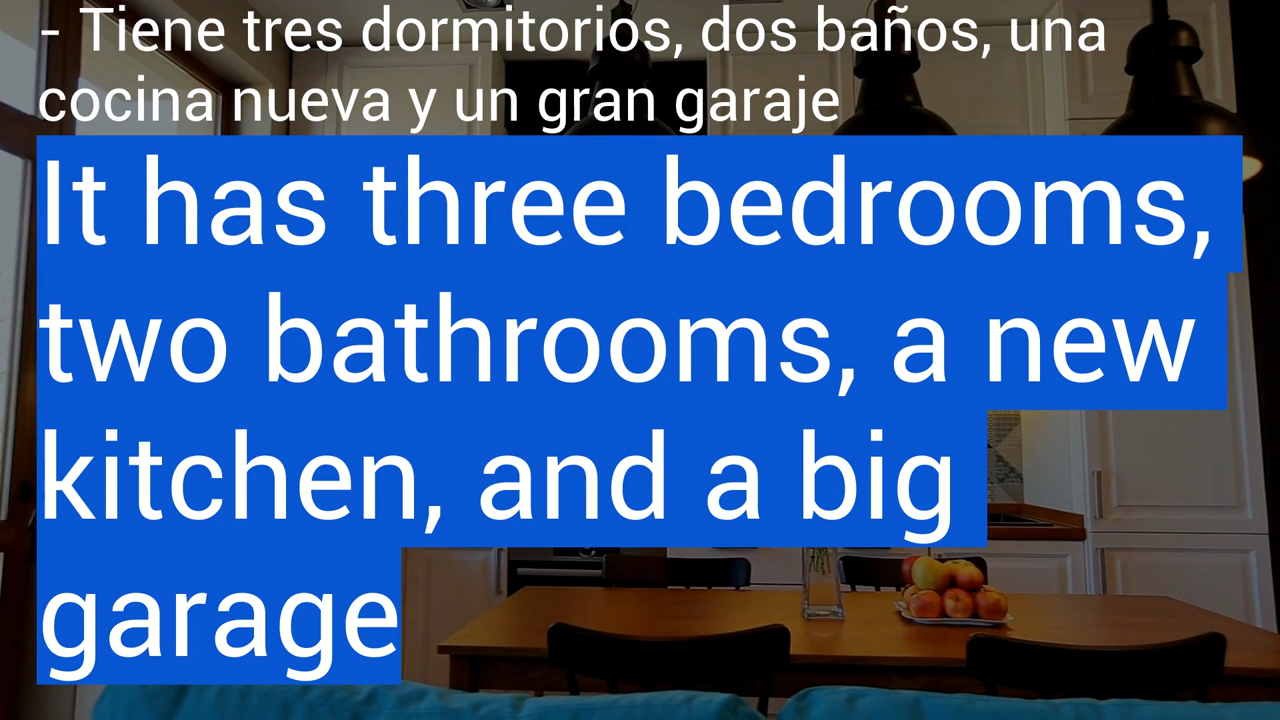 - Tiene tres dormitorios, dos baños, una
cocina nueva y un gran garaje
It has three bedrooms,
two bathrooms, a new
kitchen, and a big
garage